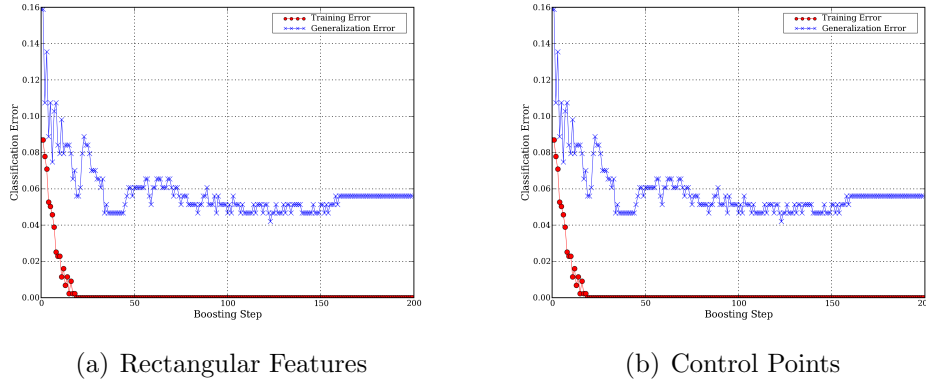 Training Error
Generalization Error
0.16
0.14
0.12
0.10
0.08
0.06
0.04
0.02
0.00
Classification Error
0 50 100 150 200
Boosting Step
(a) Rectangular Features
Training Error
Generalization Error
0.16
0.14
0.12
0.10
0.08
0.06
0.04
0.02
0.00
Classification Error
0 50 100 150 200
Boosting Step
(b) Control Points